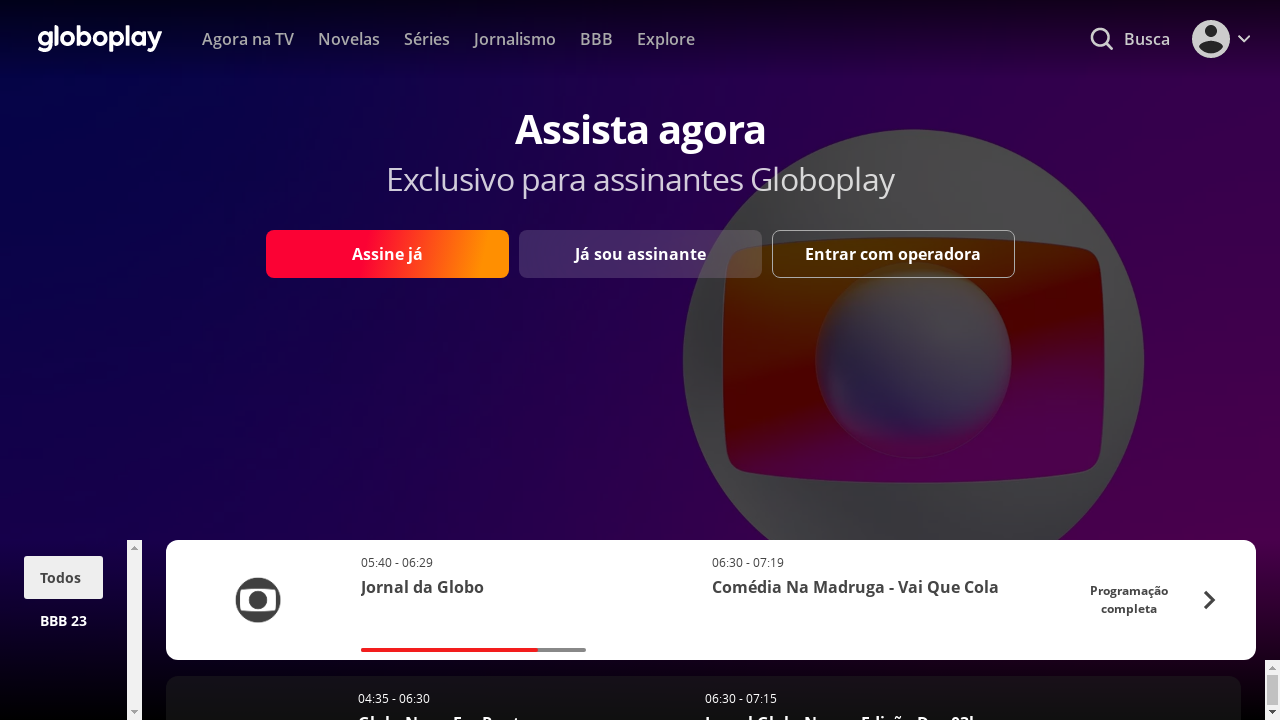 globoplay
Agora na TV
Novelas
Séries
Jornalismo
BBB
Explore
Busca
Assista agora
Exclusivo para assinantes Globoplay
Assine já
Já sou assinante
Entrar com operadora
Todos
BBB 23
05:40 - 06:29
Jornal da Globo
06:30 - 07:19
Comédia Na Madruga - Vai Que Cola
Programação
completa
04:35 - 06:30
06:30 - 07:15